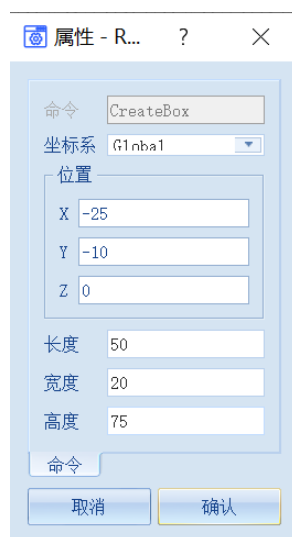 属性 - R... ?
命令 CreateBox
坐标系 Global
位置
X -25
Y -10
Z 0
长度 50
宽度 20
高度 75
命令
取消 确认